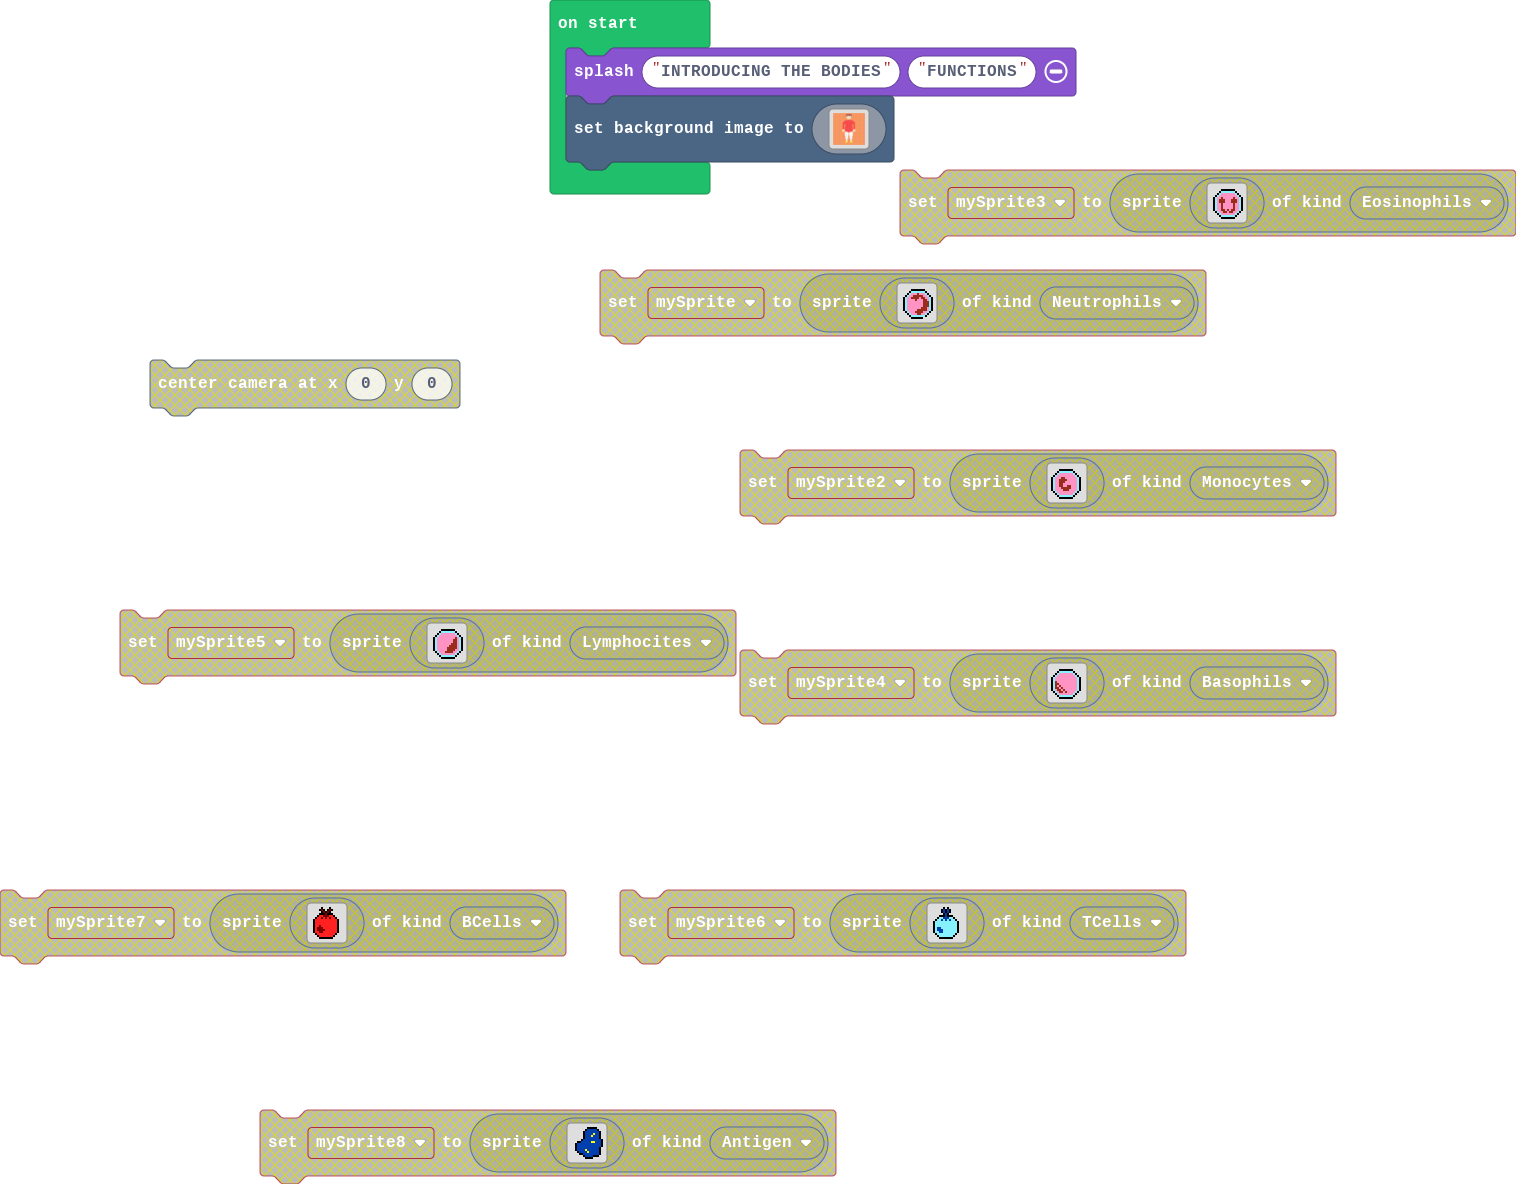 on start
splash "INTRODUCING THE BODIES" "FUNCTIONS"
set background image to
set mySprite3 to sprite of kind Eosinophils
set mySprite to sprite of kind Neutrophils
center camera at x 0 y 0
set mySprite2 to sprite of kind Monocytes
set mySprite5 to sprite of kind Lymphocites
set mySprite4 to sprite of kind Basophils
set mySprite7 to sprite of kind BCells
set mySprite6 to sprite of kind TCells
set mySprite8 to sprite of kind Antigen